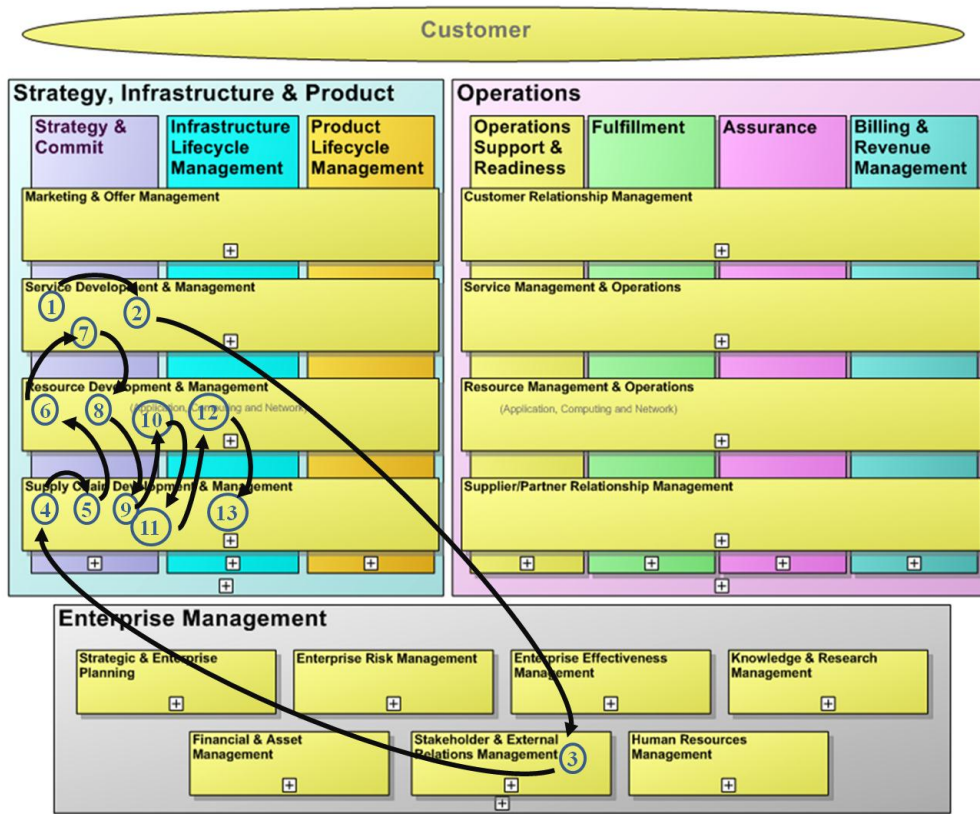 Customer
Strategy, Infrastructure & Product
Operations
Strategy &
Commit
Infrastructure
Lifecycle
Management
Product
Lifecycle
Management
Operations
Support &
Readiness
Fulfillment
Assurance
Billing &
Revenue
Management
Marketing & Offer Management
Customer Relationship Management
Service Development & Management
1
2
7
Service Management & Operations
Resource Development & Management
(Application, Computing and Network)
6
8
10
12
Resource Management & Operations
(Application, Computing and Network)
Supply Chain Development & Management
4
5
9
11
13
Supplier/Partner Relationship Management
Enterprise Management
Strategic & Enterprise
Planning
Enterprise Risk Management
Enterprise Effectiveness
Management
Knowledge & Research
Management
Financial & Asset
Management
Stakeholder & External
Relations Management
3
Human Resources
Management